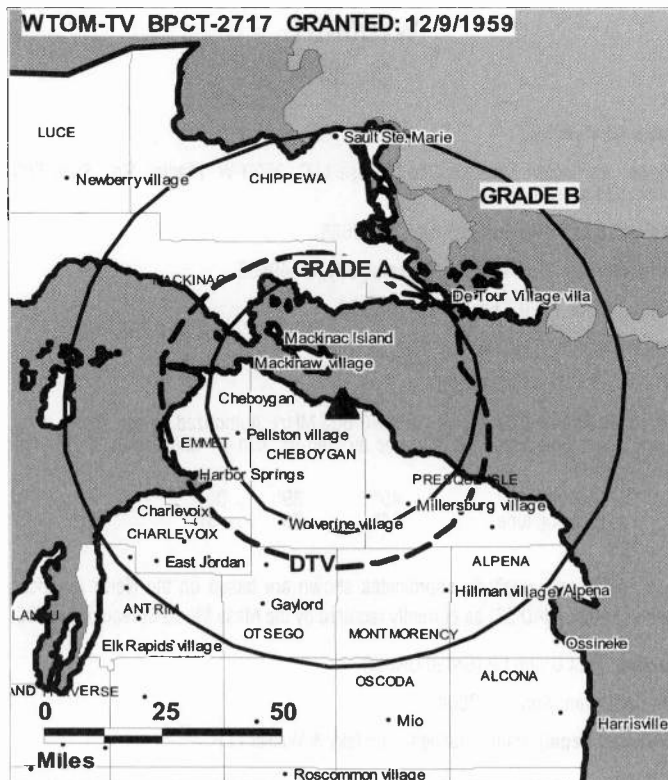 WTOM-TV BPCT-2717 GRANTED: 12/9/1959
LUCE
Sault Ste. Marie
Newberry village
CHIPPEWA
GRADE B
GRADE A
MACKINAC
De Tour Village villa
Mackinac Island
Mackinaw village
Cheboygan
Pellston village
EMMET
CHEBOYGAN
Harbor Springs
PRESQUE ISLE
Millersburg village
Charlevoix
Wolverine village
CHARLEVOIX
DTV
East Jordan
ALPENA
Hillman village
Alpena
ANTRIM
Gaylord
OTSEGO
MONTMORENCY
Ossineke
Elk Rapids village
OSCODA
ALCONA
0 25 50
Mio
Harrisville
Miles
Roscommon village